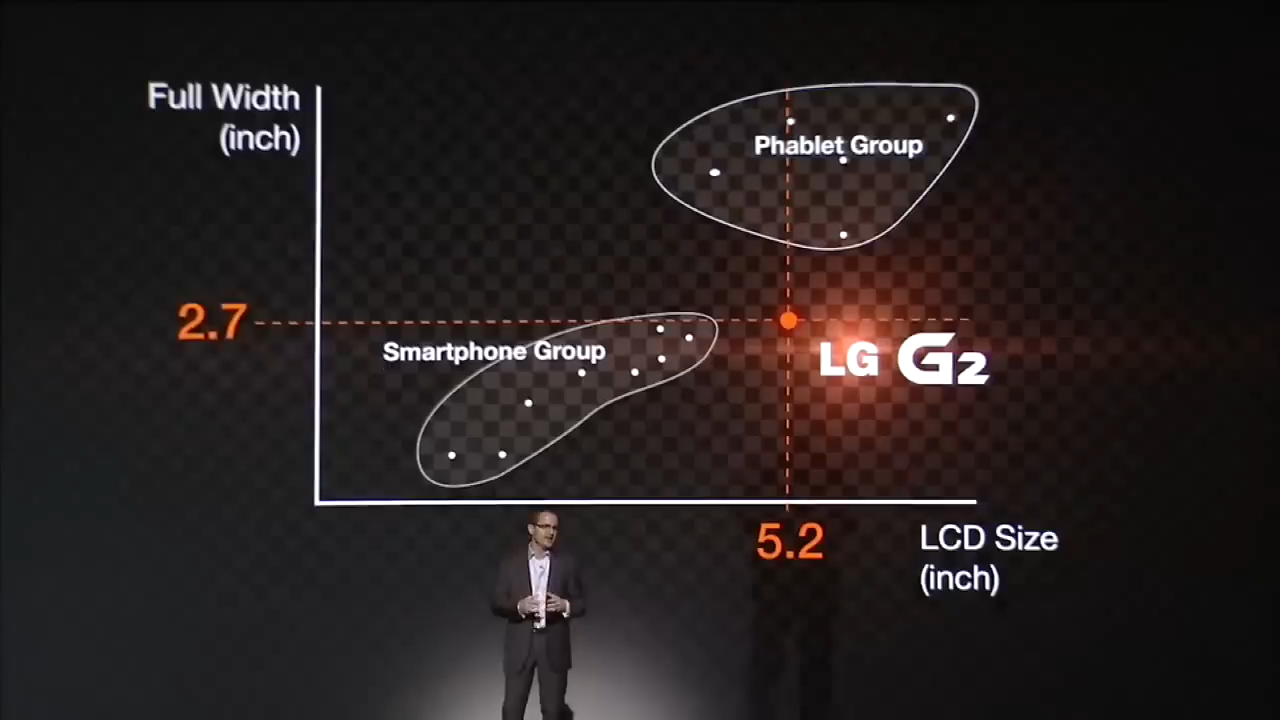 Full Width
(inch)
Phablet Group
2.7
Smartphone Group
LG G2
5.2
LCD Size
(inch)